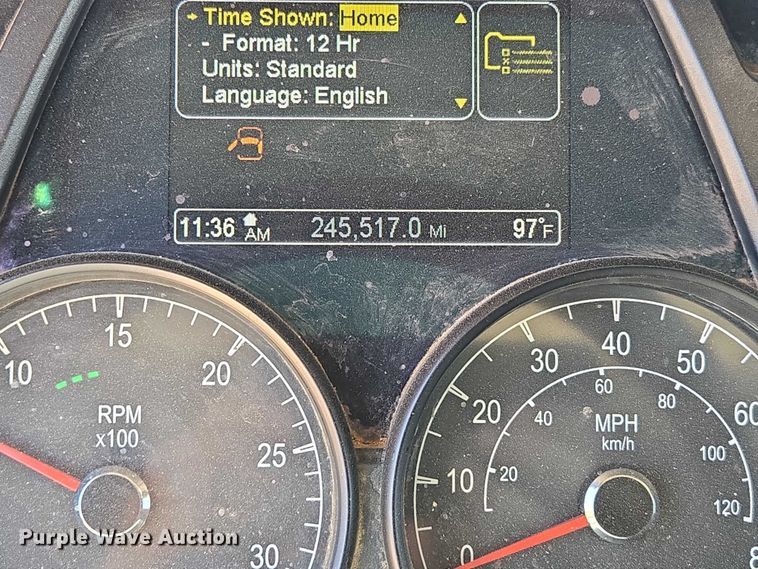 Time Shown: Home
- Format: 12 Hr
Units: Standard
Language: English
11:36 AM 245,517.0 Mi 97°F
10 15 20 25 30
RPM
x100
0 10 20 30 40 50 60 8
20 40 60 80 100 120
MPH
km/h
Purple Wave Auction